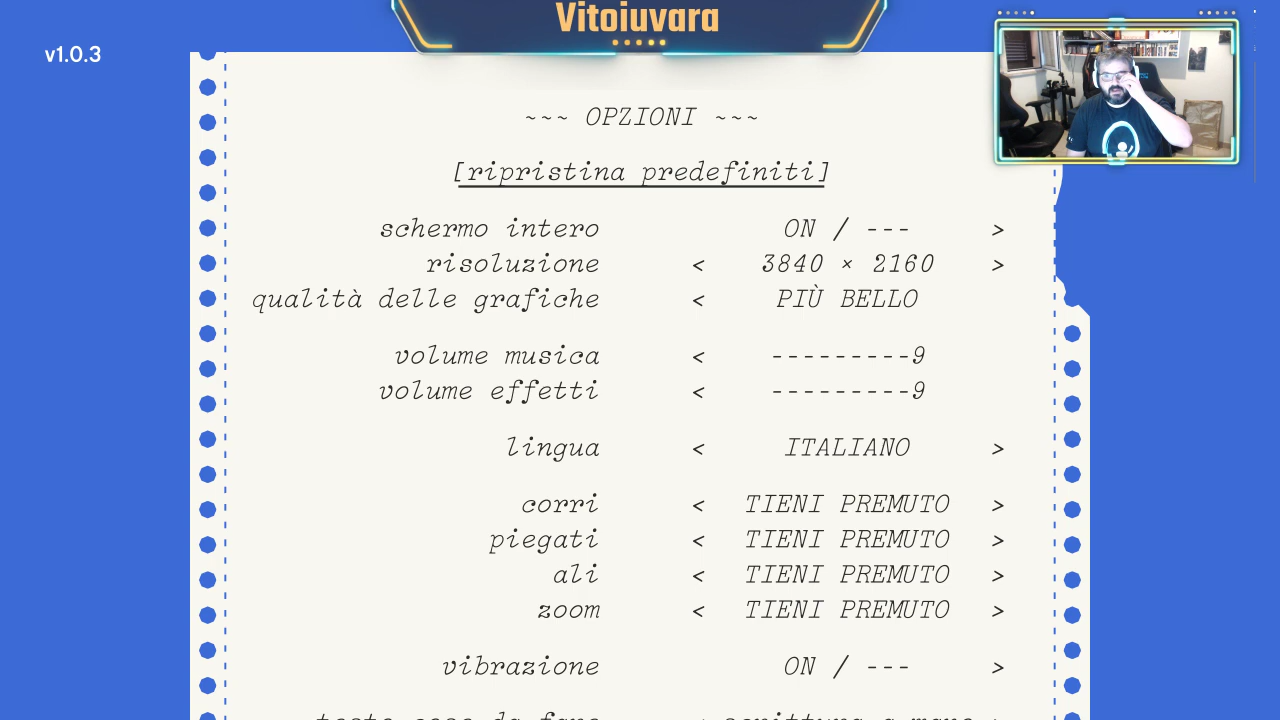 Vitoiuvara
v1.0.3
~~~ OPZIONI ~~~
[ripristina predefiniti]
schermo intero ON / --- >
risoluzione < 3840 × 2160 >
qualità delle grafiche < PIÙ BELLO
volume musica < ---------9
volume effetti < ---------9
lingua < ITALIANO >
corri < TIENI PREMUTO >
piegati < TIENI PREMUTO >
ali < TIENI PREMUTO >
zoom < TIENI PREMUTO >
vibrazione ON / --- >